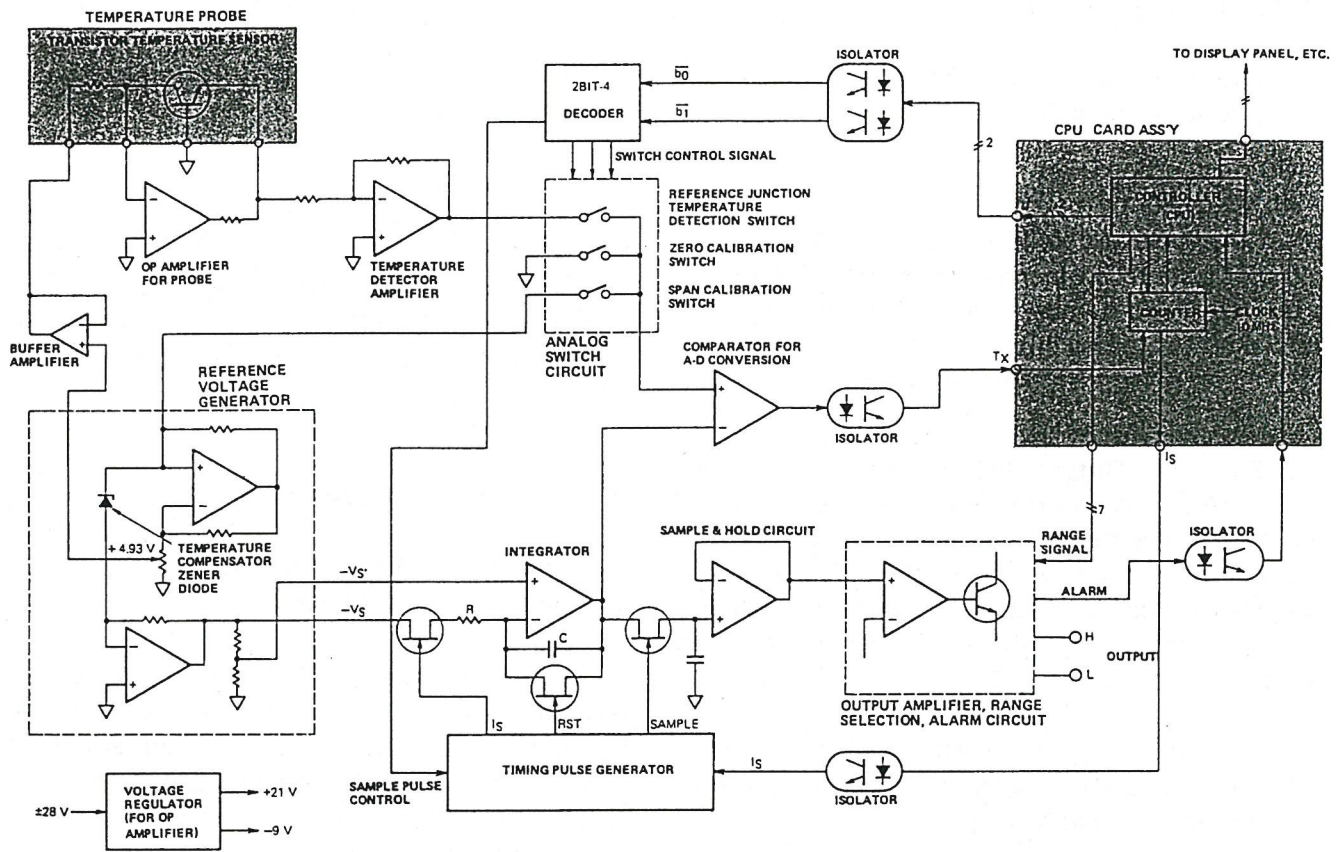 TEMPERATURE PROBE
TRANSISTOR TEMPERATURE SENSOR
OP AMPLIFIER
FOR PROBE
TEMPERATURE
DETECTOR
AMPLIFIER
BUFFER
AMPLIFIER
2BIT-4
DECODER
b0
b1
ISOLATOR
2
SWITCH CONTROL SIGNAL
REFERENCE JUNCTION
TEMPERATURE
DETECTION SWITCH
ZERO CALIBRATION
SWITCH
SPAN CALIBRATION
SWITCH
ANALOG
SWITCH
CIRCUIT
TO DISPLAY PANEL, ETC.
CPU CARD ASS'Y
CONTROLLER
(CPU)
COUNTER
CLOCK
10 MHz
TX
IS
COMPARATOR FOR
A-D CONVERSION
ISOLATOR
REFERENCE
VOLTAGE
GENERATOR
+ 4.93 V
TEMPERATURE
COMPENSATOR
ZENER
DIODE
-VS'
-VS
R
INTEGRATOR
C
SAMPLE & HOLD CIRCUIT
7
RANGE
SIGNAL
ALARM
ISOLATOR
H
OUTPUT
L
OUTPUT AMPLIFIER, RANGE
SELECTION, ALARM CIRCUIT
IS
RST
SAMPLE
SAMPLE PULSE
CONTROL
TIMING PULSE GENERATOR
IS
ISOLATOR
±28 V
VOLTAGE
REGULATOR
(FOR OP
AMPLIFIER)
+21 V
-9 V